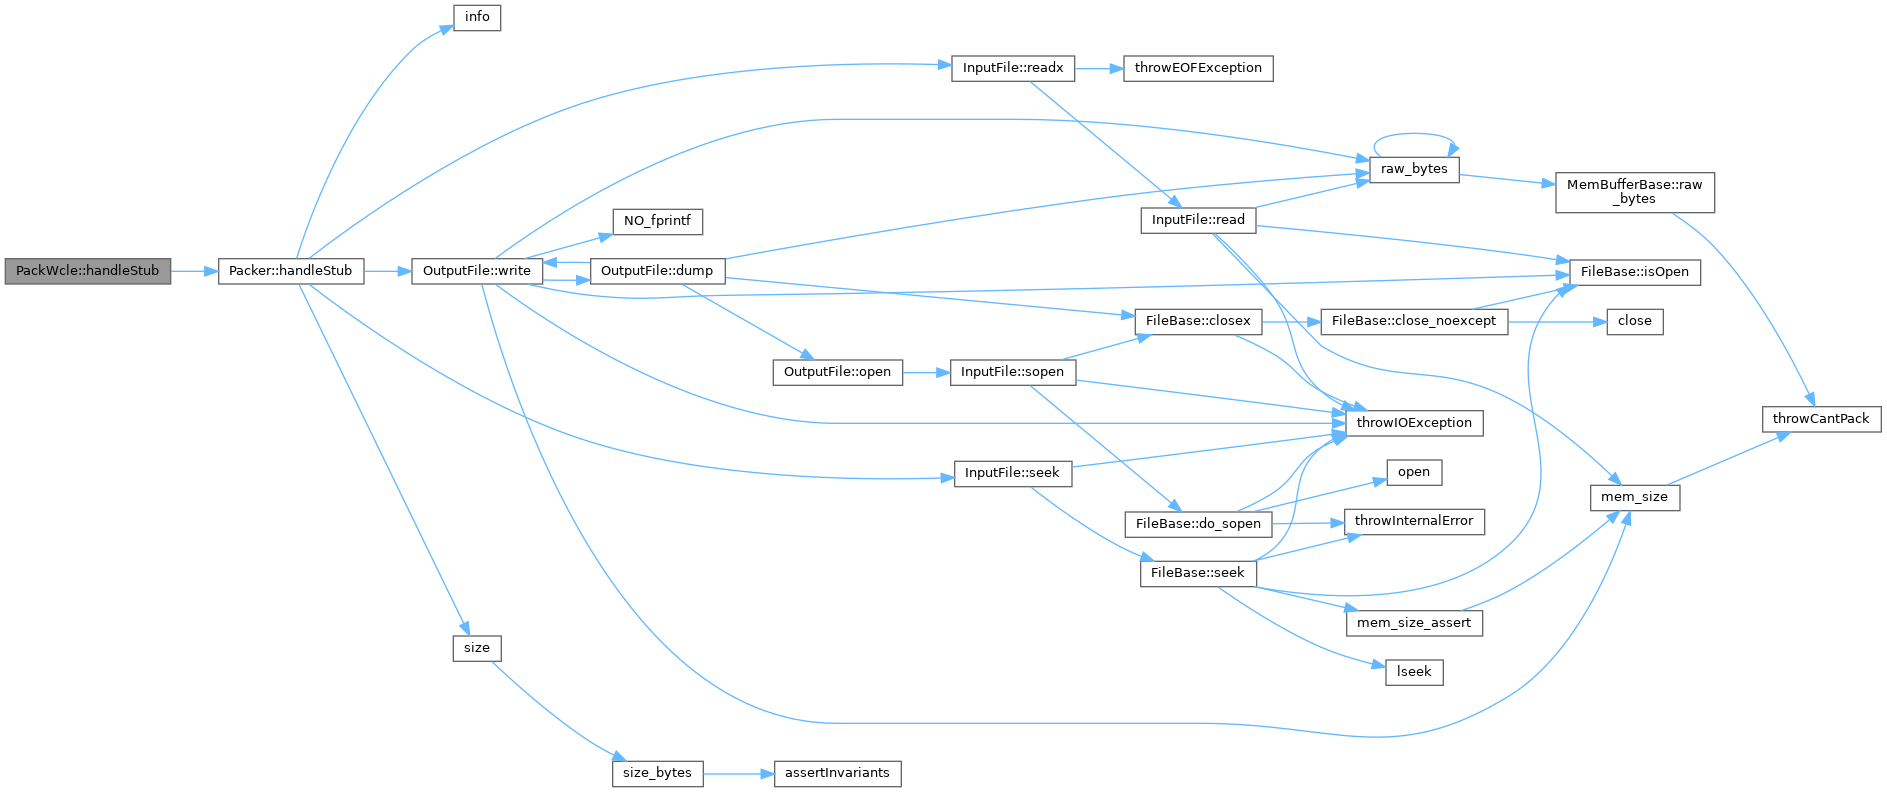 info
InputFile::readx
throwEOFException
raw_bytes
MemBufferBase::raw
_bytes
InputFile::read
NO_fprintf
PackWcle::handleStub
Packer::handleStub
OutputFile::write
OutputFile::dump
FileBase::isOpen
FileBase::closex
FileBase::close_noexcept
close
OutputFile::open
InputFile::sopen
throwIOException
throwCantPack
InputFile::seek
open
mem_size
FileBase::do_sopen
throwInternalError
FileBase::seek
mem_size_assert
size
lseek
size_bytes
assertInvariants